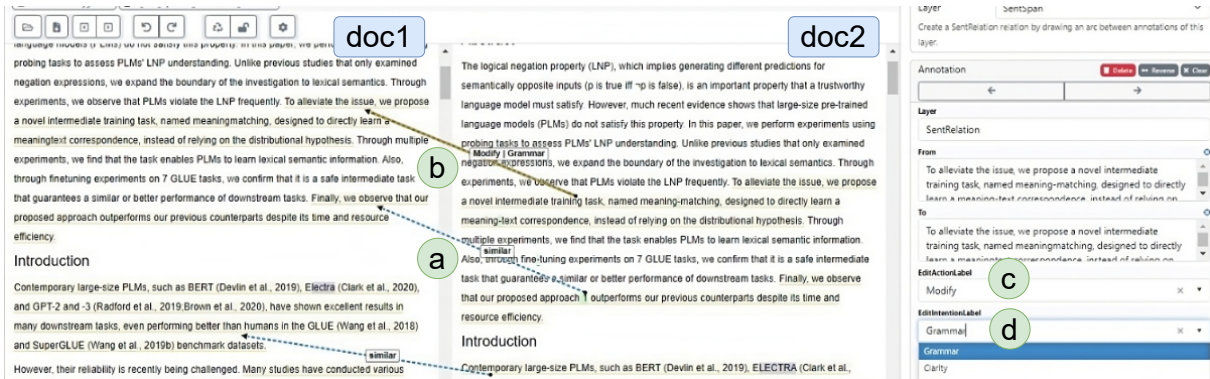 doc1
language models (PLMs) do not satisfy this property. In this paper, we
probing tasks to assess PLMs' LNP understanding. Unlike previous studies that only examined
negation expressions, we expand the boundary of the investigation to lexical semantics. Through
experiments, we observe that PLMs violate the LNP frequently. To alleviate the issue, we propose
a novel intermediate training task, named meaningmatching, designed to directly learn a
meaningtext correspondence, instead of relying on the distributional hypothesis. Through multiple
experiments, we find that the task enables PLMs to learn lexical semantic information. Also,
through finetuning experiments on 7 GLUE tasks, we confirm that it is a safe intermediate task
that guarantees a similar or better performance of downstream tasks. Finally, we observe that our
proposed approach outperforms our previous counterparts despite its time and resource
efficiency.
Introduction
Contemporary large-size PLMs, such as BERT (Devlin et al., 2019), Electra (Clark et al., 2020),
and GPT-2 and -3 (Radford et al., 2019;Brown et al., 2020), have shown excellent results in
many downstream tasks, even performing better than humans in the GLUE (Wang et al., 2018)
and SuperGLUE (Wang et al., 2019b) benchmark datasets.
similar
However, their reliability is recently being challenged. Many studies have conducted various
b
a
doc2
The logical negation property (LNP), which implies generating different predictions for
semantically opposite inputs (p is true iff ¬p is false), is an important property that a trustworthy
language model must satisfy. However, much recent evidence shows that large-size pre-trained
language models (PLMs) do not satisfy this property. In this paper, we perform experiments using
probing tasks to assess PLMs' LNP understanding. Unlike previous studies that only examined
Modify | Grammar
negation expressions, we expand the boundary of the investigation to lexical semantics. Through
experiments, we observe that PLMs violate the LNP frequently. To alleviate the issue, we propose
a novel intermediate training task, named meaning-matching, designed to directly learn a
meaning-text correspondence, instead of relying on the distributional hypothesis. Through
multiple experiments, we find that the task enables PLMs to learn lexical semantic information.
similar
Also, through fine-tuning experiments on 7 GLUE tasks, we confirm that it is a safe intermediate
task that guarantees a similar or better performance of downstream tasks. Finally, we observe
that our proposed approach outperforms our previous counterparts despite its time and
resource efficiency.
Introduction
Contemporary large-size PLMs, such as BERT (Devlin et al., 2019), ELECTRA (Clark et al.,
Layer SentSpan
Create a SentRelation relation by drawing an arc between annotations of this
layer.
Annotation Delete Reverse Clear
Layer
SentRelation
From
To alleviate the issue, we propose a novel intermediate
training task, named meaning-matching, designed to directly
learn a meaning-text correspondence, instead of relying on
To
To alleviate the issue, we propose a novel intermediate
training task, named meaningmatching, designed to directly
EditActionLabel
c
Modify
EditIntentionLabel
d
Grammar
Grammar
Clarity